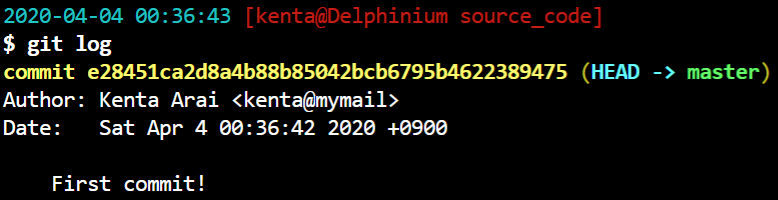 2020-04-04 00:36:43 [kenta@Delphinium source_code]
$ git log
commit e28451ca2d8a4b88b85042bcb6795b4622389475 (HEAD -> master)
Author: Kenta Arai <kenta@mymail>
Date:   Sat Apr 4 00:36:42 2020 +0900
First commit!